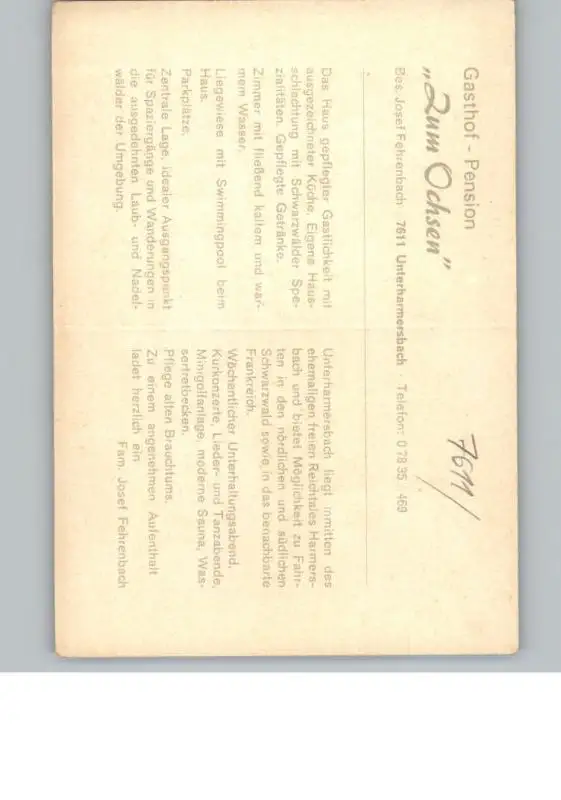 Gasthof - Pension
„Zum Ochsen”
Bes. Josef Fehrenbach · 7611 Unterharmersbach · Telefon: 0 78 35 469
7611/
Das Haus gepflegter Gastlichkeit mit
ausgezeichneter Küche. Eigene Haus-
schlachtung mit Schwarzwälder Spe-
zialitäten. Gepflegte Getränke.
Zimmer mit fließend kaltem und war-
mem Wasser.
Liegewiese mit Swimmingpool beim
Haus.
Parkplätze.
Zentrale Lage, idealer Ausgangspunkt
für Spaziergänge und Wanderungen in
die ausgedehnten Laub- und Nadel-
wälder der Umgebung.
Unterharmersbach liegt inmitten des
ehemaligen freien Reichtales Harmers-
bach und bietet Möglichkeit zu Fahr-
ten in den nördlichen und südlichen
Schwarzwald sowie in das benachbarte
Frankreich.
Wöchentlicher Unterhaltungsabend,
Kurkonzerte, Lieder- und Tanzabende,
Minigolfanlage, moderne Sauna, Was-
sertretbecken.
Pflege alten Brauchtums.
Zu einem angenehmen Aufenthalt
ladet herzlich ein
Fam. Josef Fehrenbach